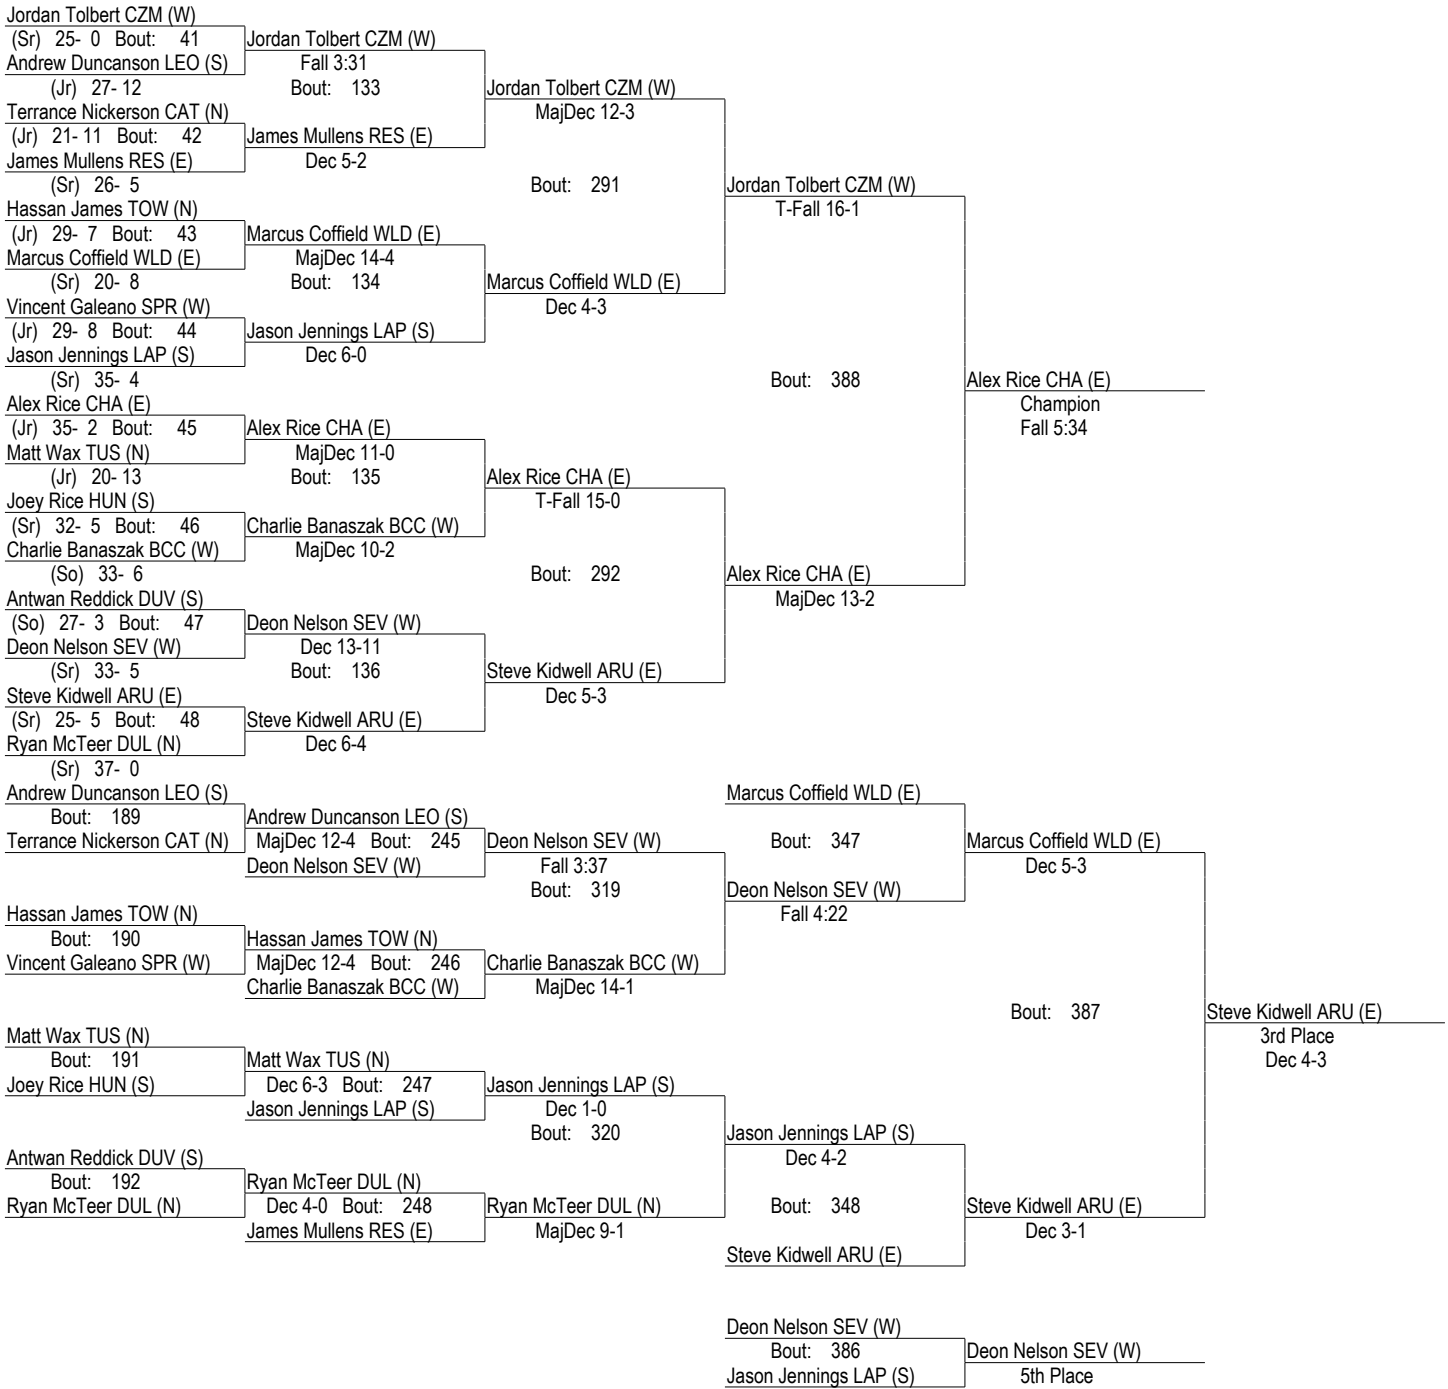 Jordan Tolbert CZM (W)
(Sr) 25- 0 Bout: 41
Andrew Duncanson LEO (S)
(Jr) 27- 12
Terrance Nickerson CAT (N)
(Jr) 21- 11 Bout: 42
James Mullens RES (E)
(Sr) 26- 5
Hassan James TOW (N)
(Jr) 29- 7 Bout: 43
Marcus Coffield WLD (E)
(Sr) 20- 8
Vincent Galeano SPR (W)
(Jr) 29- 8 Bout: 44
Jason Jennings LAP (S)
(Sr) 35- 4
Alex Rice CHA (E)
(Jr) 35- 2 Bout: 45
Matt Wax TUS (N)
(Jr) 20- 13
Joey Rice HUN (S)
(Sr) 32- 5 Bout: 46
Charlie Banaszak BCC (W)
(So) 33- 6
Antwan Reddick DUV (S)
(So) 27- 3 Bout: 47
Deon Nelson SEV (W)
(Sr) 33- 5
Steve Kidwell ARU (E)
(Sr) 25- 5 Bout: 48
Ryan McTeer DUL (N)
(Sr) 37- 0
Jordan Tolbert CZM (W)
Fall 3:31
Bout: 133
James Mullens RES (E)
Dec 5-2
Marcus Coffield WLD (E)
MajDec 14-4
Bout: 134
Jason Jennings LAP (S)
Dec 6-0
Alex Rice CHA (E)
MajDec 11-0
Bout: 135
Charlie Banaszak BCC (W)
MajDec 10-2
Deon Nelson SEV (W)
Dec 13-11
Bout: 136
Steve Kidwell ARU (E)
Dec 6-4
Jordan Tolbert CZM (W)
MajDec 12-3
Bout: 291
Marcus Coffield WLD (E)
Dec 4-3
Alex Rice CHA (E)
T-Fall 15-0
Bout: 292
Steve Kidwell ARU (E)
Dec 5-3
Jordan Tolbert CZM (W)
T-Fall 16-1
Bout: 388
Alex Rice CHA (E)
MajDec 13-2
Alex Rice CHA (E)
Champion
Fall 5:34
Andrew Duncanson LEO (S)
Bout: 189
Terrance Nickerson CAT (N)
Hassan James TOW (N)
Bout: 190
Vincent Galeano SPR (W)
Matt Wax TUS (N)
Bout: 191
Joey Rice HUN (S)
Antwan Reddick DUV (S)
Bout: 192
Ryan McTeer DUL (N)
Andrew Duncanson LEO (S)
MajDec 12-4 Bout: 245
Deon Nelson SEV (W)
Hassan James TOW (N)
MajDec 12-4 Bout: 246
Charlie Banaszak BCC (W)
Matt Wax TUS (N)
Dec 6-3 Bout: 247
Jason Jennings LAP (S)
Ryan McTeer DUL (N)
Dec 4-0 Bout: 248
James Mullens RES (E)
Deon Nelson SEV (W)
Fall 3:37
Bout: 319
Charlie Banaszak BCC (W)
MajDec 14-1
Jason Jennings LAP (S)
Dec 1-0
Bout: 320
Ryan McTeer DUL (N)
MajDec 9-1
Marcus Coffield WLD (E)
Bout: 347
Deon Nelson SEV (W)
Fall 4:22
Jason Jennings LAP (S)
Dec 4-2
Bout: 348
Steve Kidwell ARU (E)
Marcus Coffield WLD (E)
Dec 5-3
Bout: 387
Steve Kidwell ARU (E)
Dec 3-1
Steve Kidwell ARU (E)
3rd Place
Dec 4-3
Deon Nelson SEV (W)
Bout: 386
Jason Jennings LAP (S)
Deon Nelson SEV (W)
5th Place